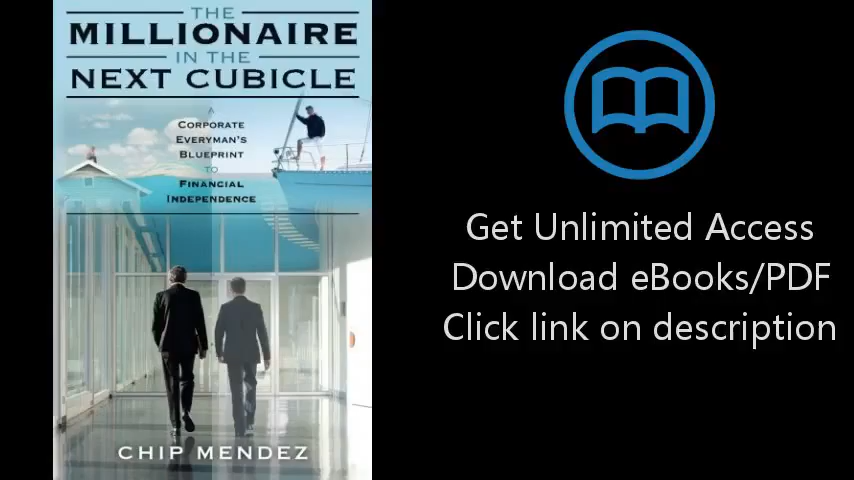 THE
MILLIONAIRE
IN THE
NEXT CUBICLE
A
CORPORATE
EVERYMAN'S
BLUEPRINT
TO
FINANCIAL
INDEPENDENCE
CHIP MENDEZ
Get Unlimited Access
Download eBooks/PDF
Click link on description